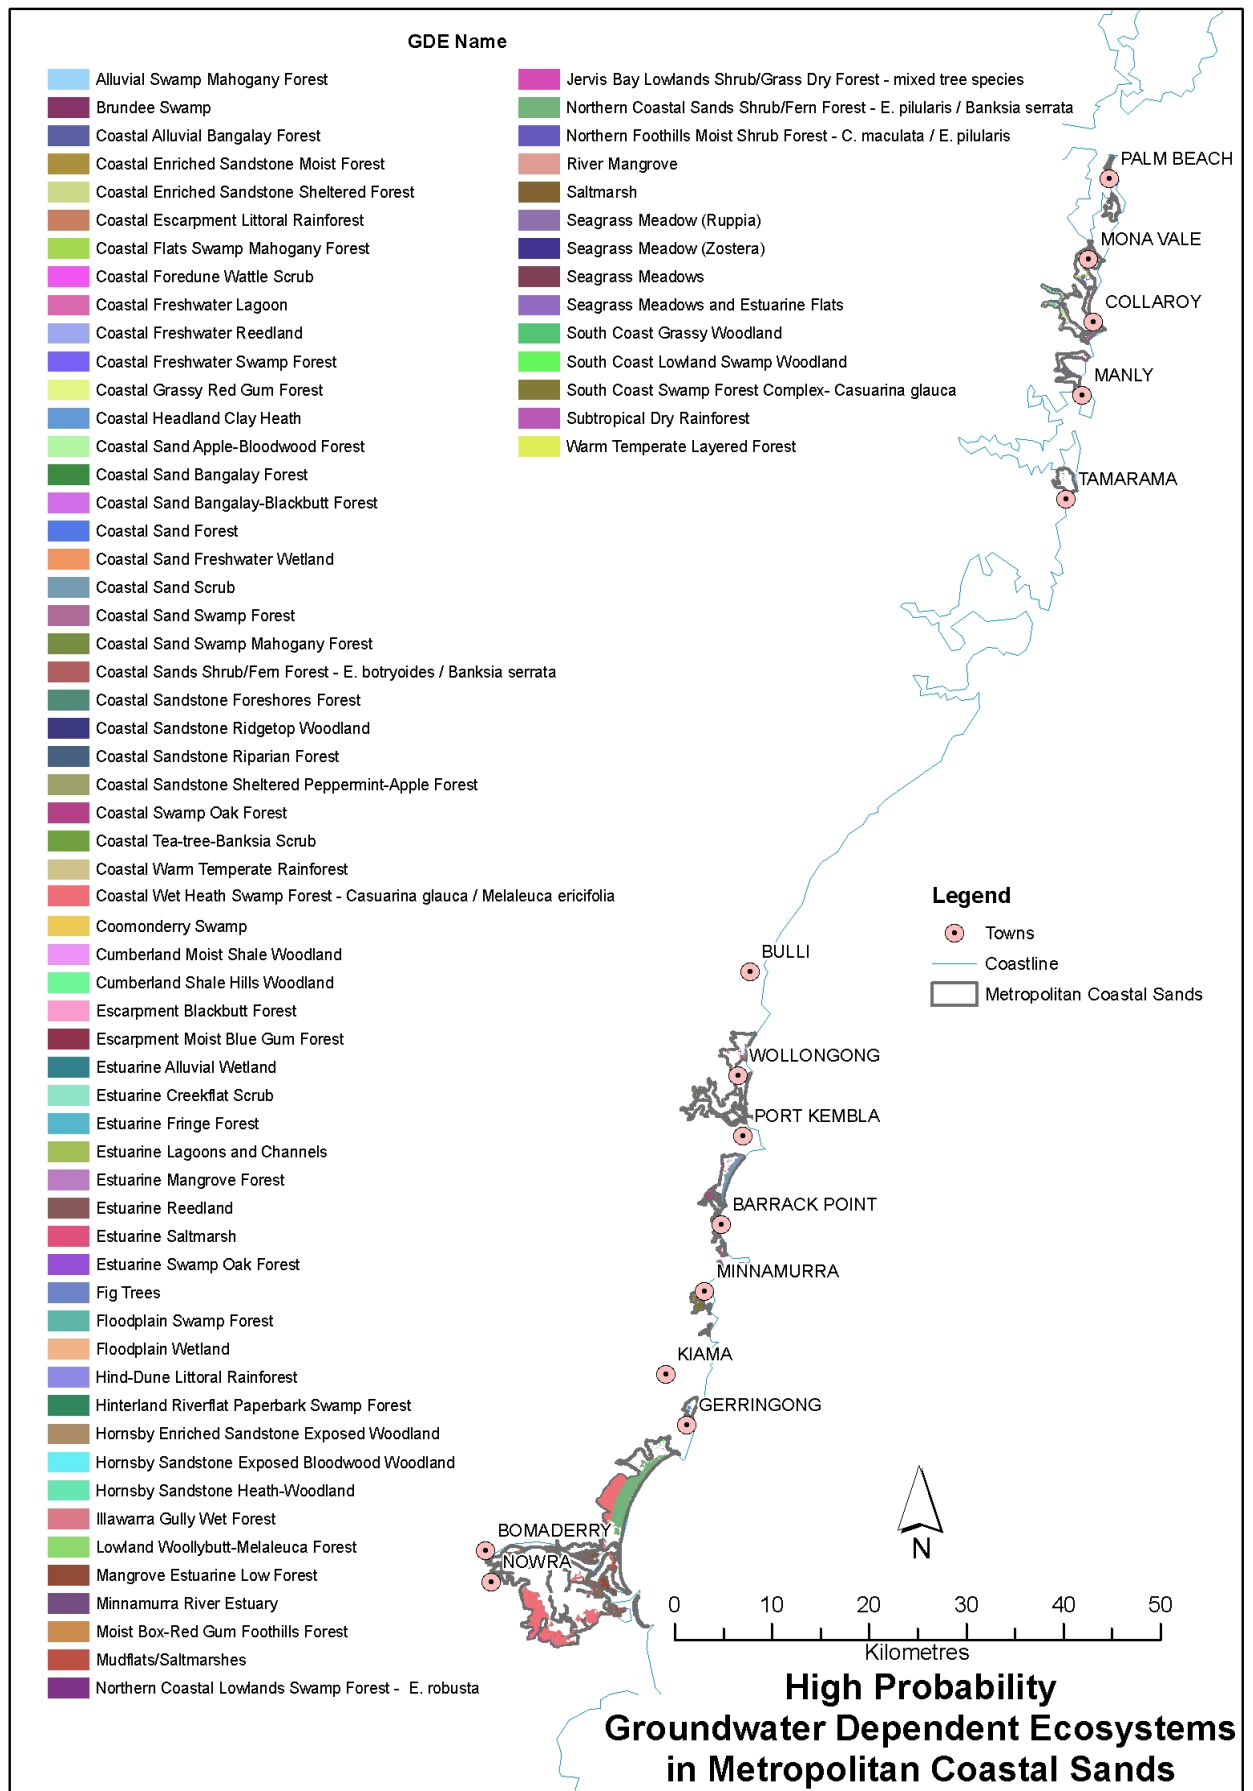 GDE Name
Alluvial Swamp Mahogany Forest
Brundee Swamp
Coastal Alluvial Bangalay Forest
Coastal Enriched Sandstone Moist Forest
Coastal Enriched Sandstone Sheltered Forest
Coastal Escarpment Littoral Rainforest
Coastal Flats Swamp Mahogany Forest
Coastal Foredune Wattle Scrub
Coastal Freshwater Lagoon
Coastal Freshwater Reedland
Coastal Freshwater Swamp Forest
Coastal Grassy Red Gum Forest
Coastal Headland Clay Heath
Coastal Sand Apple-Bloodwood Forest
Coastal Sand Bangalay Forest
Coastal Sand Bangalay-Blackbutt Forest
Coastal Sand Forest
Coastal Sand Freshwater Wetland
Coastal Sand Scrub
Coastal Sand Swamp Forest
Coastal Sand Swamp Mahogany Forest
Coastal Sands Shrub/Fern Forest - E. botryoides / Banksia serrata
Coastal Sandstone Foreshores Forest
Coastal Sandstone Ridgetop Woodland
Coastal Sandstone Riparian Forest
Coastal Sandstone Sheltered Peppermint-Apple Forest
Coastal Swamp Oak Forest
Coastal Tea-tree-Banksia Scrub
Coastal Warm Temperate Rainforest
Coastal Wet Heath Swamp Forest - Casuarina glauca / Melaleuca ericifolia
Coomonderry Swamp
Cumberland Moist Shale Woodland
Cumberland Shale Hills Woodland
Escarpment Blackbutt Forest
Escarpment Moist Blue Gum Forest
Estuarine Alluvial Wetland
Estuarine Creekflat Scrub
Estuarine Fringe Forest
Estuarine Lagoons and Channels
Estuarine Mangrove Forest
Estuarine Reedland
Estuarine Saltmarsh
Estuarine Swamp Oak Forest
Fig Trees
Floodplain Swamp Forest
Floodplain Wetland
Hind-Dune Littoral Rainforest
Hinterland Riverflat Paperbark Swamp Forest
Hornsby Enriched Sandstone Exposed Woodland
Hornsby Sandstone Exposed Bloodwood Woodland
Hornsby Sandstone Heath-Woodland
Illawarra Gully Wet Forest
Lowland Woollybutt-Melaleuca Forest
Mangrove Estuarine Low Forest
Minnamurra River Estuary
Moist Box-Red Gum Foothills Forest
Mudflats/Saltmarshes
Northern Coastal Lowlands Swamp Forest - E. robusta
Jervis Bay Lowlands Shrub/Grass Dry Forest - mixed tree species
Northern Coastal Sands Shrub/Fern Forest - E. pilularis / Banksia serrata
Northern Foothills Moist Shrub Forest - C. maculata / E. pilularis
River Mangrove
Saltmarsh
Seagrass Meadow (Ruppia)
Seagrass Meadow (Zostera)
Seagrass Meadows
Seagrass Meadows and Estuarine Flats
South Coast Grassy Woodland
South Coast Lowland Swamp Woodland
South Coast Swamp Forest Complex- Casuarina glauca
Subtropical Dry Rainforest
Warm Temperate Layered Forest
PALM BEACH
MONA VALE
COLLAROY
MANLY
TAMARAMA
BULLI
WOLLONGONG
PORT KEMBLA
BARRACK POINT
MINNAMURRA
KIAMA
GERRINGONG
BOMADERRY
NOWRA
Legend
Towns
Coastline
Metropolitan Coastal Sands
N
0 10 20 30 40 50
Kilometres
High Probability
Groundwater Dependent Ecosystems
in Metropolitan Coastal Sands